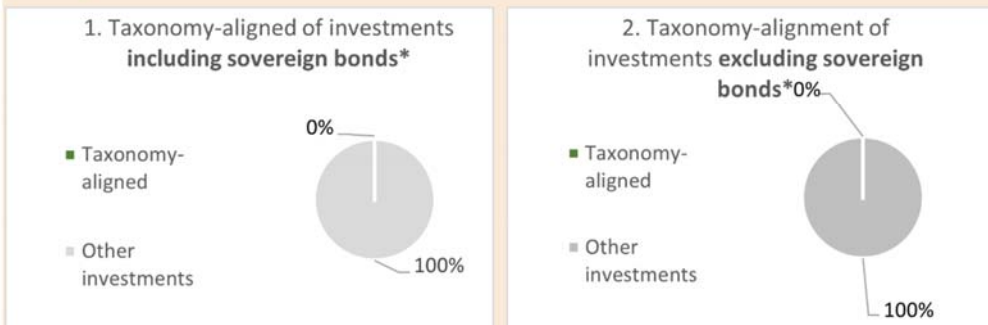 1. Taxonomy-aligned of investments
including sovereign bonds*
0%
Taxonomy-
aligned
Other
investments
100%
2. Taxonomy-alignment of
investments excluding sovereign
bonds*0%
Taxonomy-
aligned
Other
investments
100%